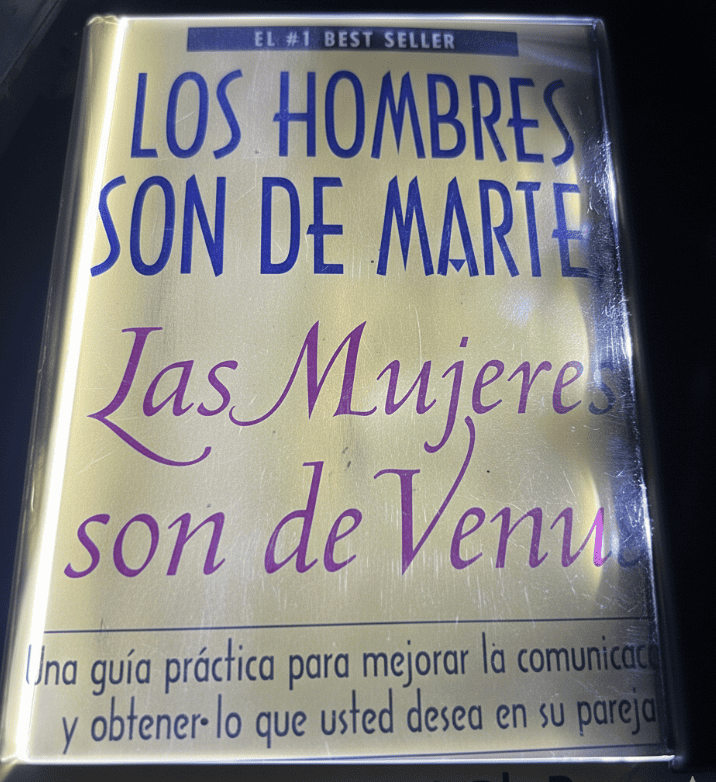 EL #1 BEST SELLER
LOS HOMBRES
SON DE MARTE
Las Mujeres
son de Venus
Una guía práctica para mejorar la
y obtener lo que usted desea en su pareja